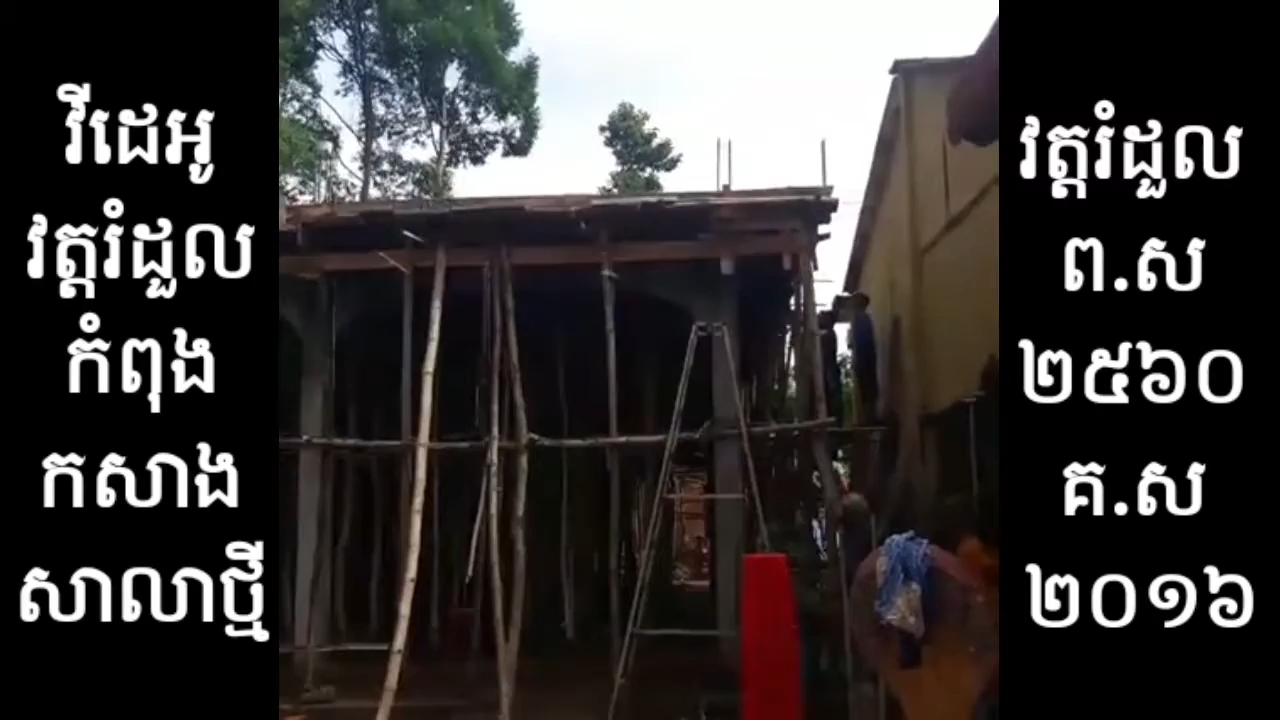 វីដេអូ
វត្តរំដួល
កំពុង
កសាង
សាលាថ្មី
វត្តរំដួល
ព.ស
២៥៦០
គ.ស
២០១៦